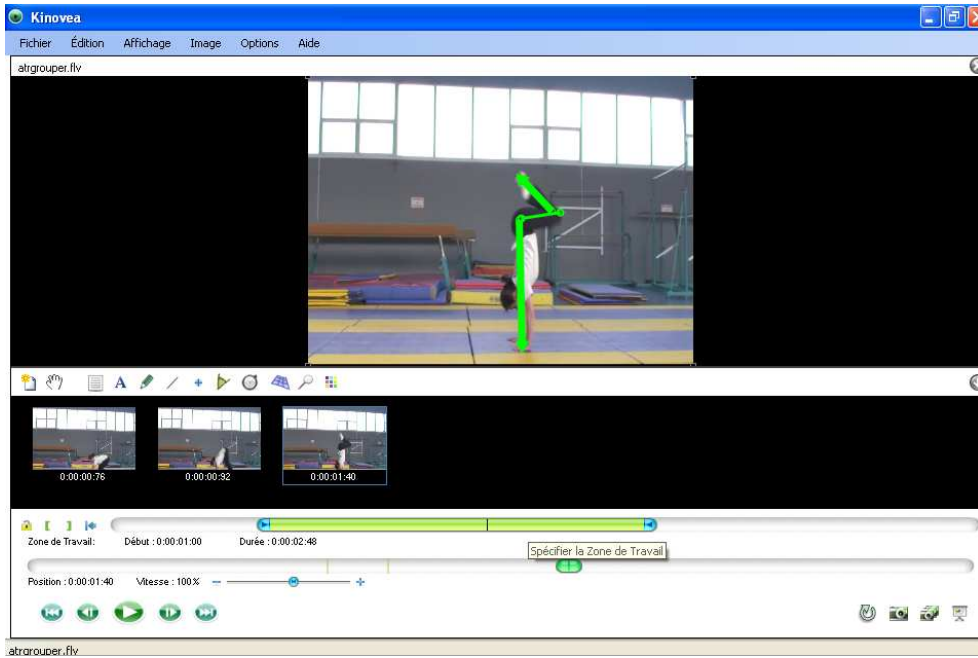 Kinovea
Fichier Édition Affichage Image Options Aide
atrgrouper.flv
A
0:00:00:76 0:00:00:92 0:00:01:40
Zone de Travail: Début : 0:00:01:00 Durée : 0:00:02:48
Spécifier la Zone de Travail
Position : 0:00:01:40 Vitesse : 100%
atrgrouper.flv